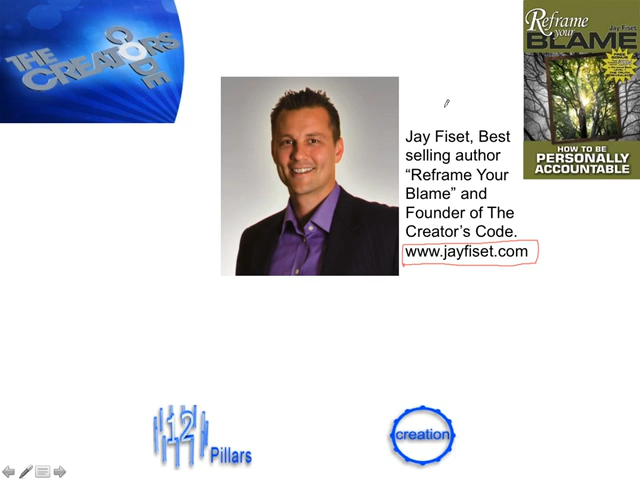 THE
CREATORS
CODE
Reframe
your
Jay Fiset
BLAME
HOW TO BE
PERSONALLY
ACCOUNTABLE
Jay Fiset, Best
selling author
“Reframe Your
Blame” and
Founder of The
Creator’s Code.
www.jayfiset.com
12
Pillars
creation